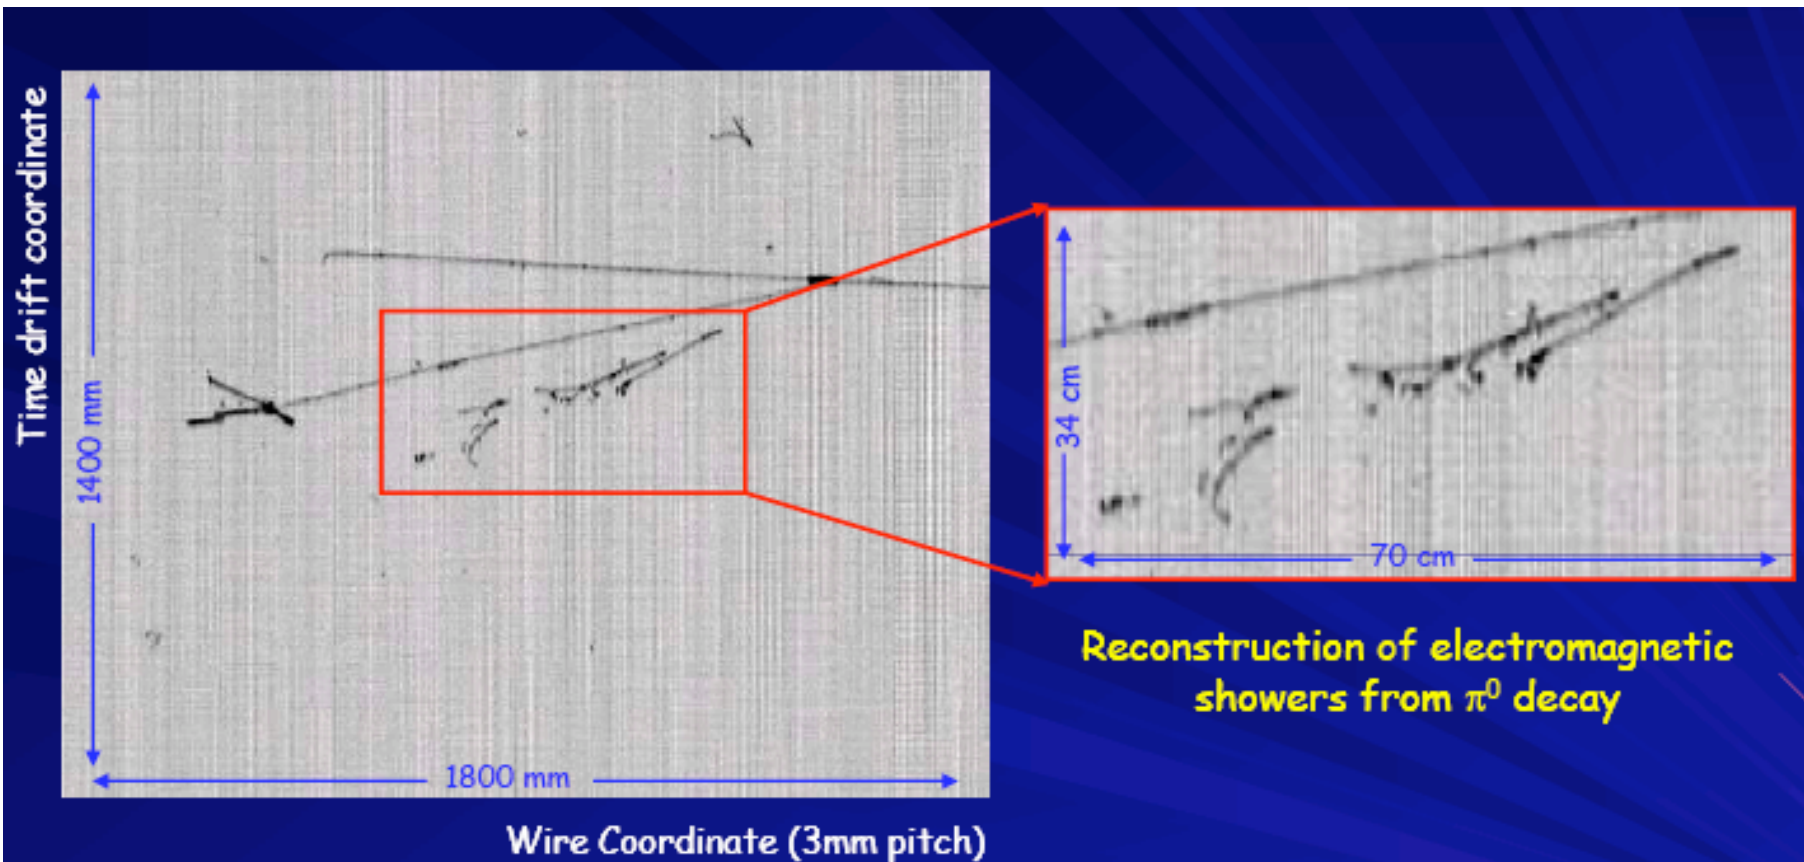 Time drift coordinate
1400 mm
1800 mm
Wire Coordinate (3mm pitch)
34 cm
70 cm
Reconstruction of electromagnetic
showers from π⁰ decay